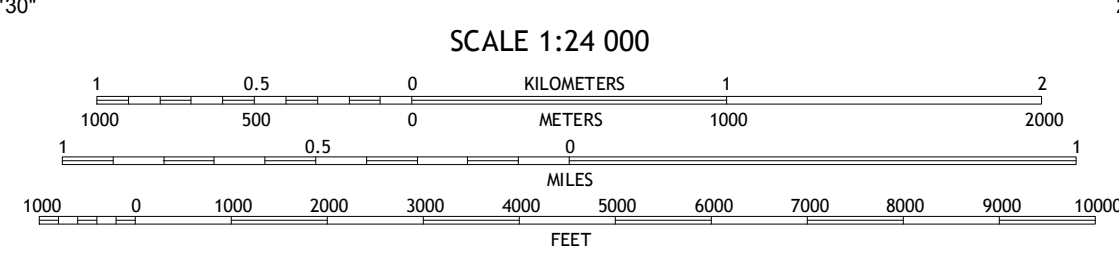 '30"
SCALE 1:24 000
1 0.5 0 KILOMETERS 1 2
1000 500 0 METERS 1000 2000
1 0.5 0 1
MILES
1000 0 1000 2000 3000 4000 5000 6000 7000 8000 9000 10000
FEET